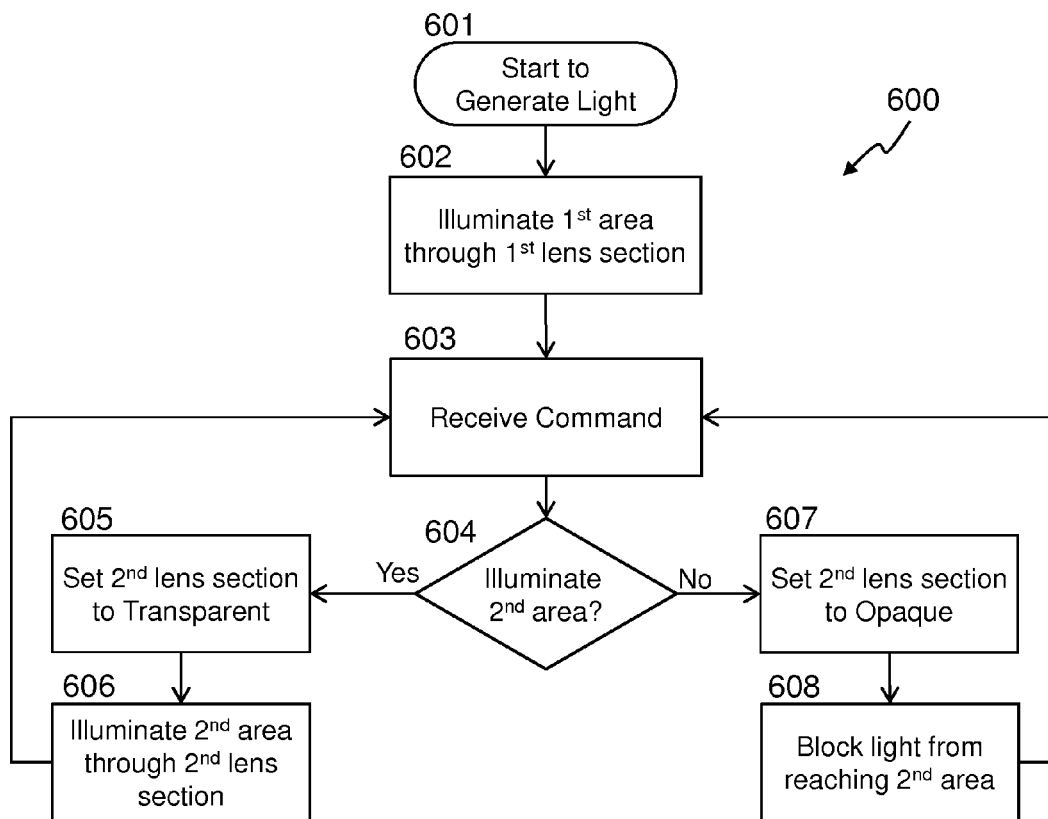 601
Start to
Generate Light
600
602
Illuminate 1st area
through 1st lens section
603
Receive Command
604
Illuminate
2nd area?
Yes
No
605
Set 2nd lens section
to Transparent
606
Illuminate 2nd area
through 2nd lens
section
607
Set 2nd lens section
to Opaque
608
Block light from
reaching 2nd area